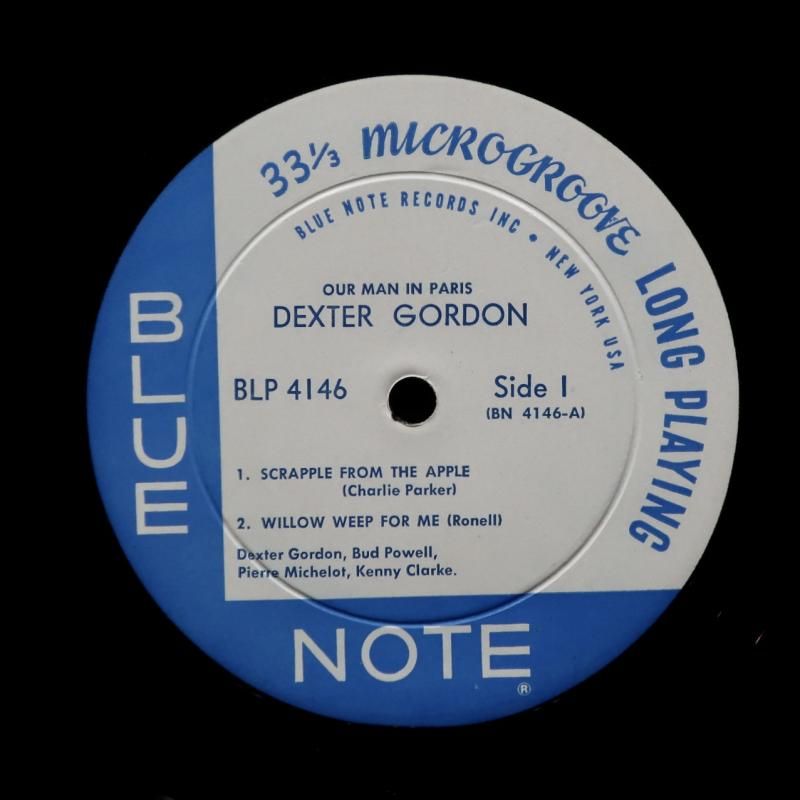 33⅓ MICROGROOVE LONG PLAYING
BLUE NOTE RECORDS INC • NEW YORK USA
OUR MAN IN PARIS
DEXTER GORDON
BLP 4146
Side 1
(BN 4146-A)
1. SCRAPPLE FROM THE APPLE
(Charlie Parker)
2. WILLOW WEEP FOR ME (Ronell)
Dexter Gordon, Bud Powell,
Pierre Michelot, Kenny Clarke.
BLUE
NOTE
®